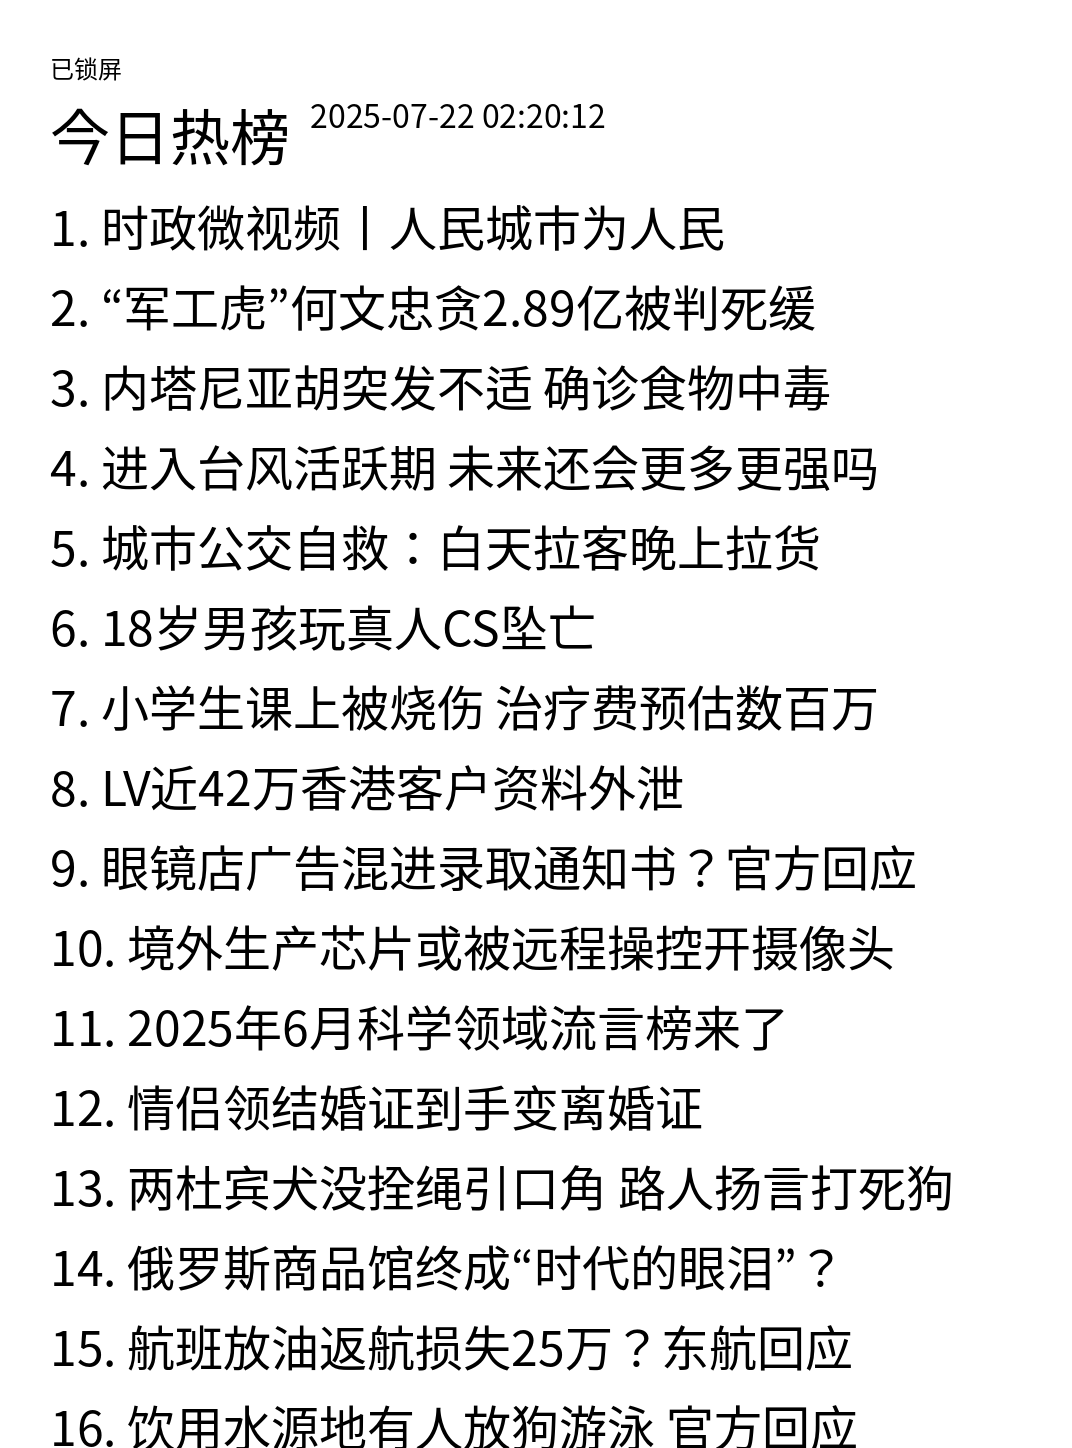 已锁屏
今日热榜 2025-07-22 02:20:12
1. 时政微视频丨人民城市为人民
2. “军工虎”何文忠贪2.89亿被判死缓
3. 内塔尼亚胡突发不适 确诊食物中毒
4. 进入台风活跃期 未来还会更多更强吗
5. 城市公交自救：白天拉客晚上拉货
6. 18岁男孩玩真人CS坠亡
7. 小学生课上被烧伤 治疗费预估数百万
8. LV近42万香港客户资料外泄
9. 眼镜店广告混进录取通知书？官方回应
10. 境外生产芯片或被远程操控开摄像头
11. 2025年6月科学领域流言榜来了
12. 情侣领结婚证到手变离婚证
13. 两杜宾犬没拴绳引口角 路人扬言打死狗
14. 俄罗斯商品馆终成“时代的眼泪”？
15. 航班放油返航损失25万？东航回应
16. 饮用水源地有人放狗游泳 官方回应